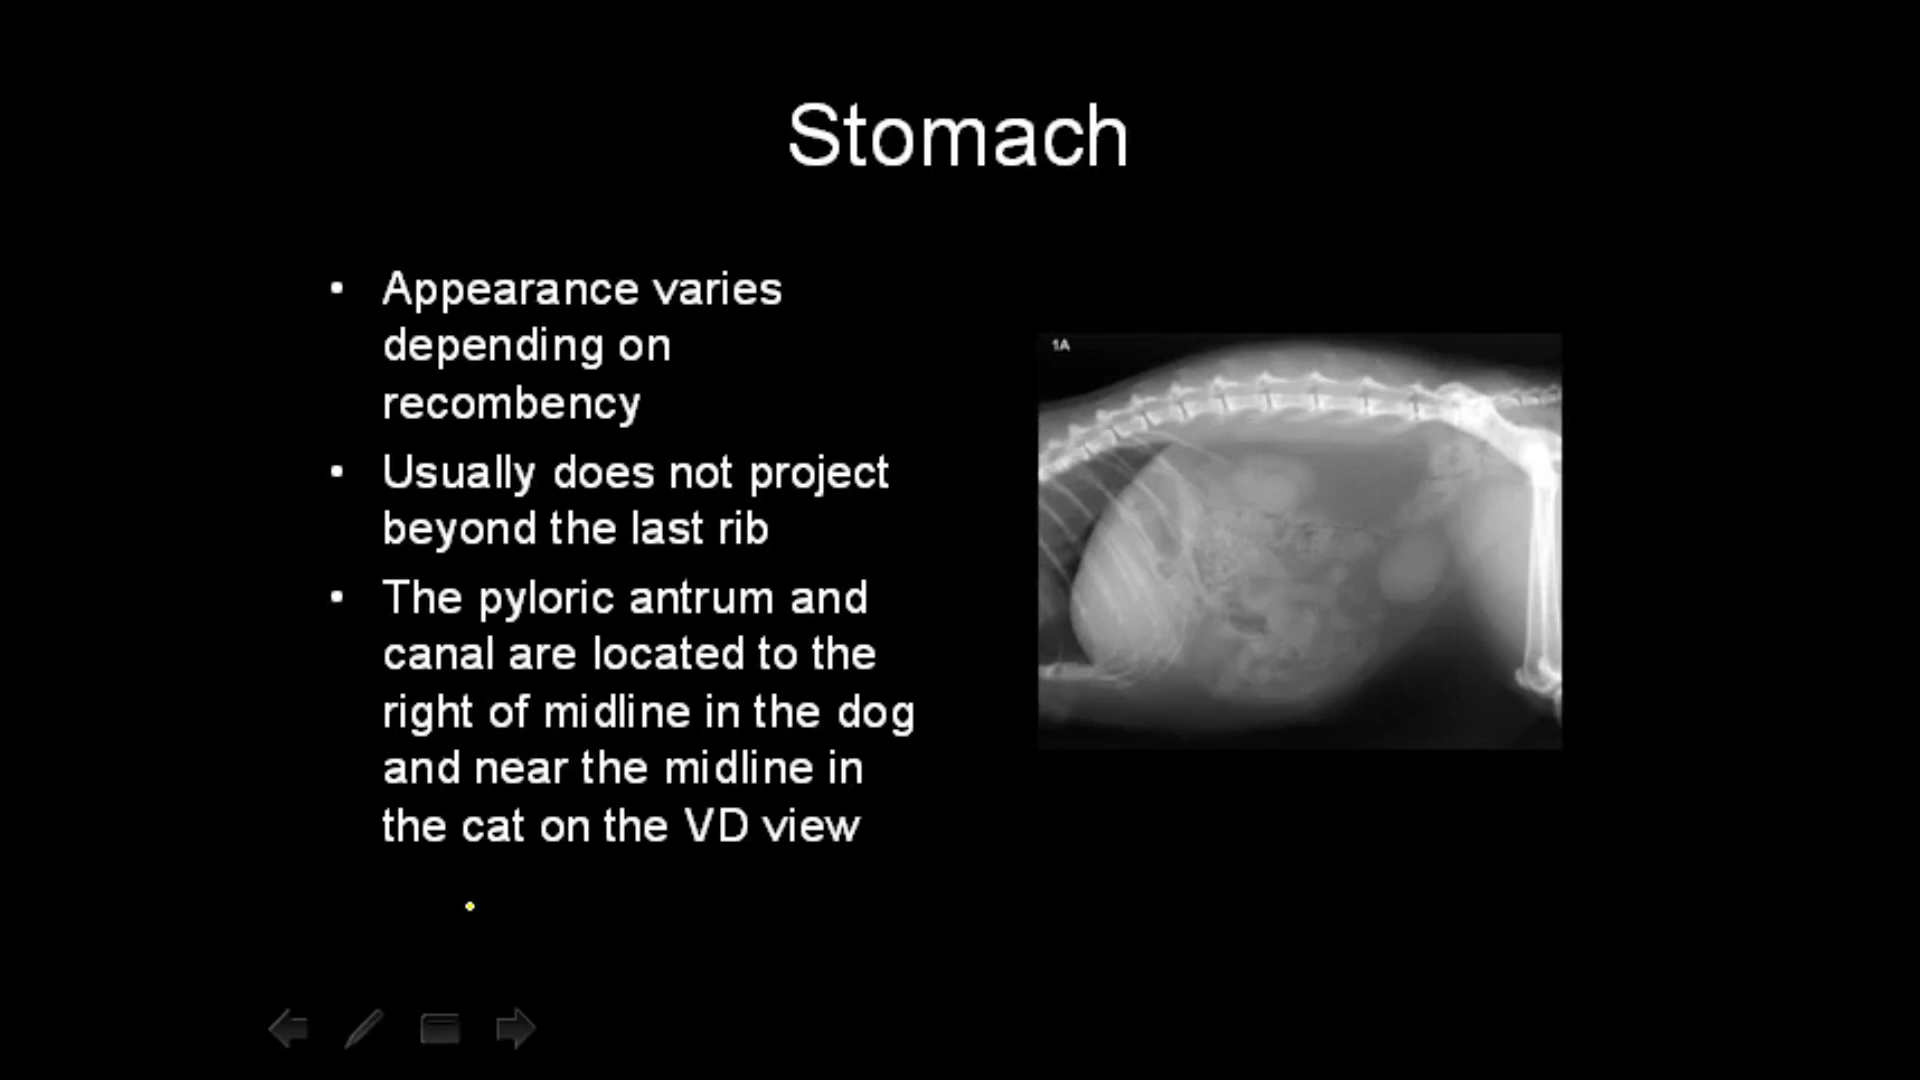 Stomach
• Appearance varies
depending on
recombency
• Usually does not project
beyond the last rib
• The pyloric antrum and
canal are located to the
right of midline in the dog
and near the midline in
the cat on the VD view
1A